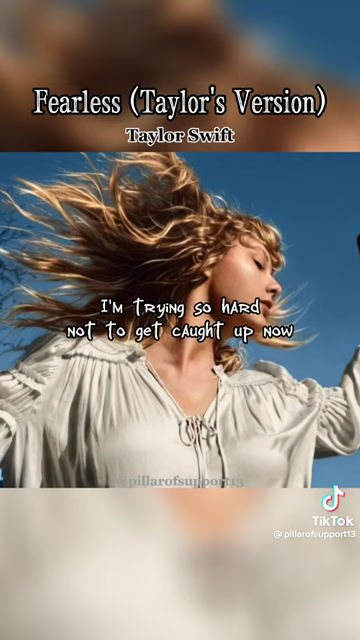 Fearless (Taylor's Version)
Taylor Swift
I'm trying so hard
not to get caught up now
@pillarofsupport13
TikTok
@pillarofsupport13